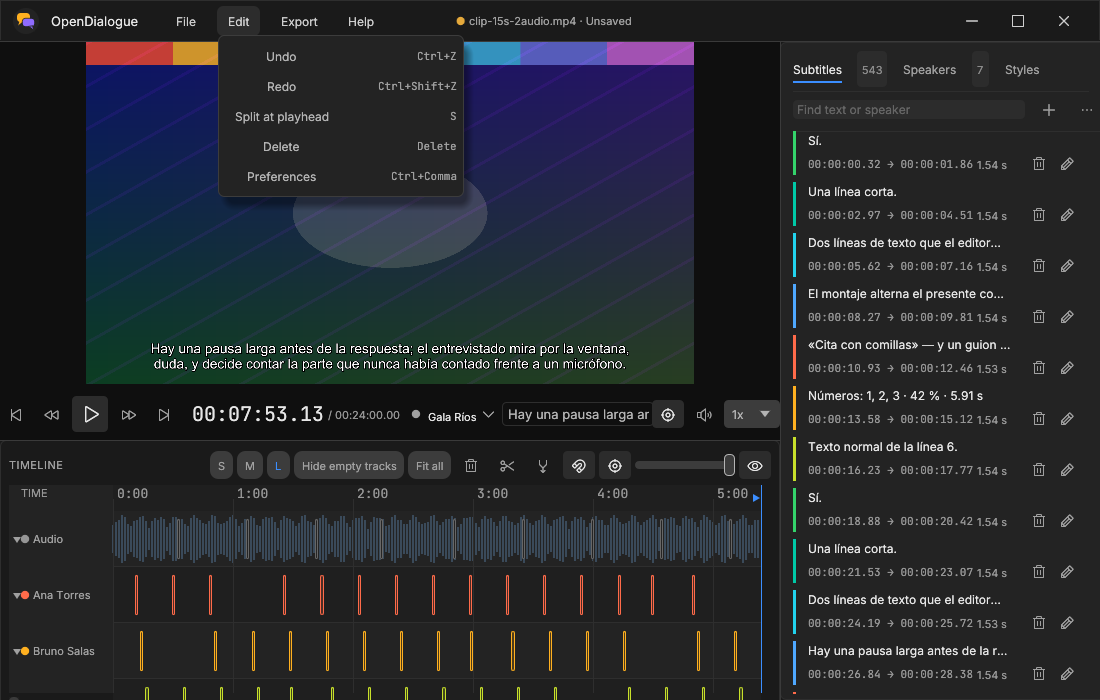 OpenDialogue File Edit Export Help clip-15s-2audio.mp4 · Unsaved
Undo Ctrl+Z
Redo Ctrl+Shift+Z
Split at playhead S
Delete Delete
Preferences Ctrl+Comma
Hay una pausa larga antes de la respuesta; el entrevistado mira por la ventana,
duda, y decide contar la parte que nunca había contado frente a un micrófono.
00:07:53.13 / 00:24:00.00 Gala Ríos Hay una pausa larga ar 1x
TIMELINE S M L Hide empty tracks Fit all
TIME 0:00 1:00 2:00 3:00 4:00 5:00
Audio
Ana Torres
Bruno Salas
Subtitles 543 Speakers 7 Styles
Find text or speaker
Sí.
00:00:00.32 → 00:00:01.86 1.54 s
Una línea corta.
00:00:02.97 → 00:00:04.51 1.54 s
Dos líneas de texto que el editor...
00:00:05.62 → 00:00:07.16 1.54 s
El montaje alterna el presente co...
00:00:08.27 → 00:00:09.81 1.54 s
«Cita con comillas» — y un guion ...
00:00:10.93 → 00:00:12.46 1.53 s
Números: 1, 2, 3 · 42 % · 5.91 s
00:00:13.58 → 00:00:15.12 1.54 s
Texto normal de la línea 6.
00:00:16.23 → 00:00:17.77 1.54 s
Sí.
00:00:18.88 → 00:00:20.42 1.54 s
Una línea corta.
00:00:21.53 → 00:00:23.07 1.54 s
Dos líneas de texto que el editor...
00:00:24.19 → 00:00:25.72 1.53 s
Hay una pausa larga antes de la r...
00:00:26.84 → 00:00:28.38 1.54 s